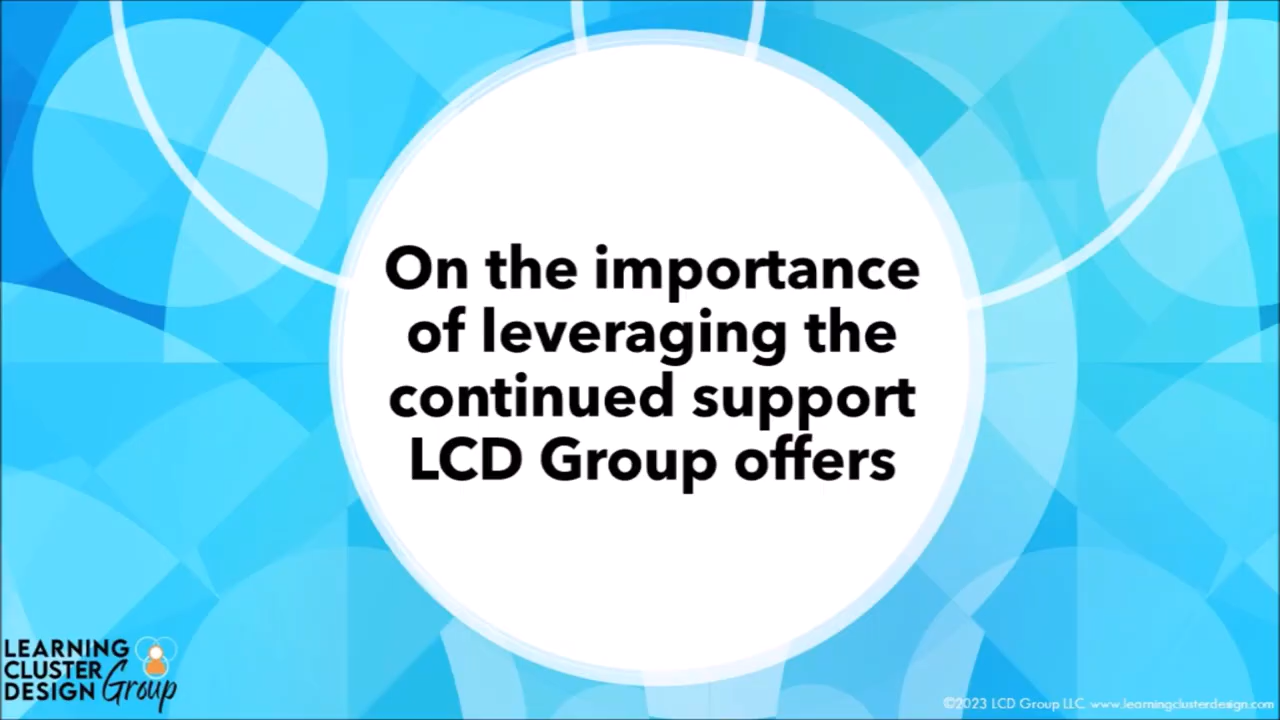 On the importance
of leveraging the
continued support
LCD Group offers
LEARNING
CLUSTER
DESIGN Group
©2023 LCD Group LLC. www.learningclusterdesign.com